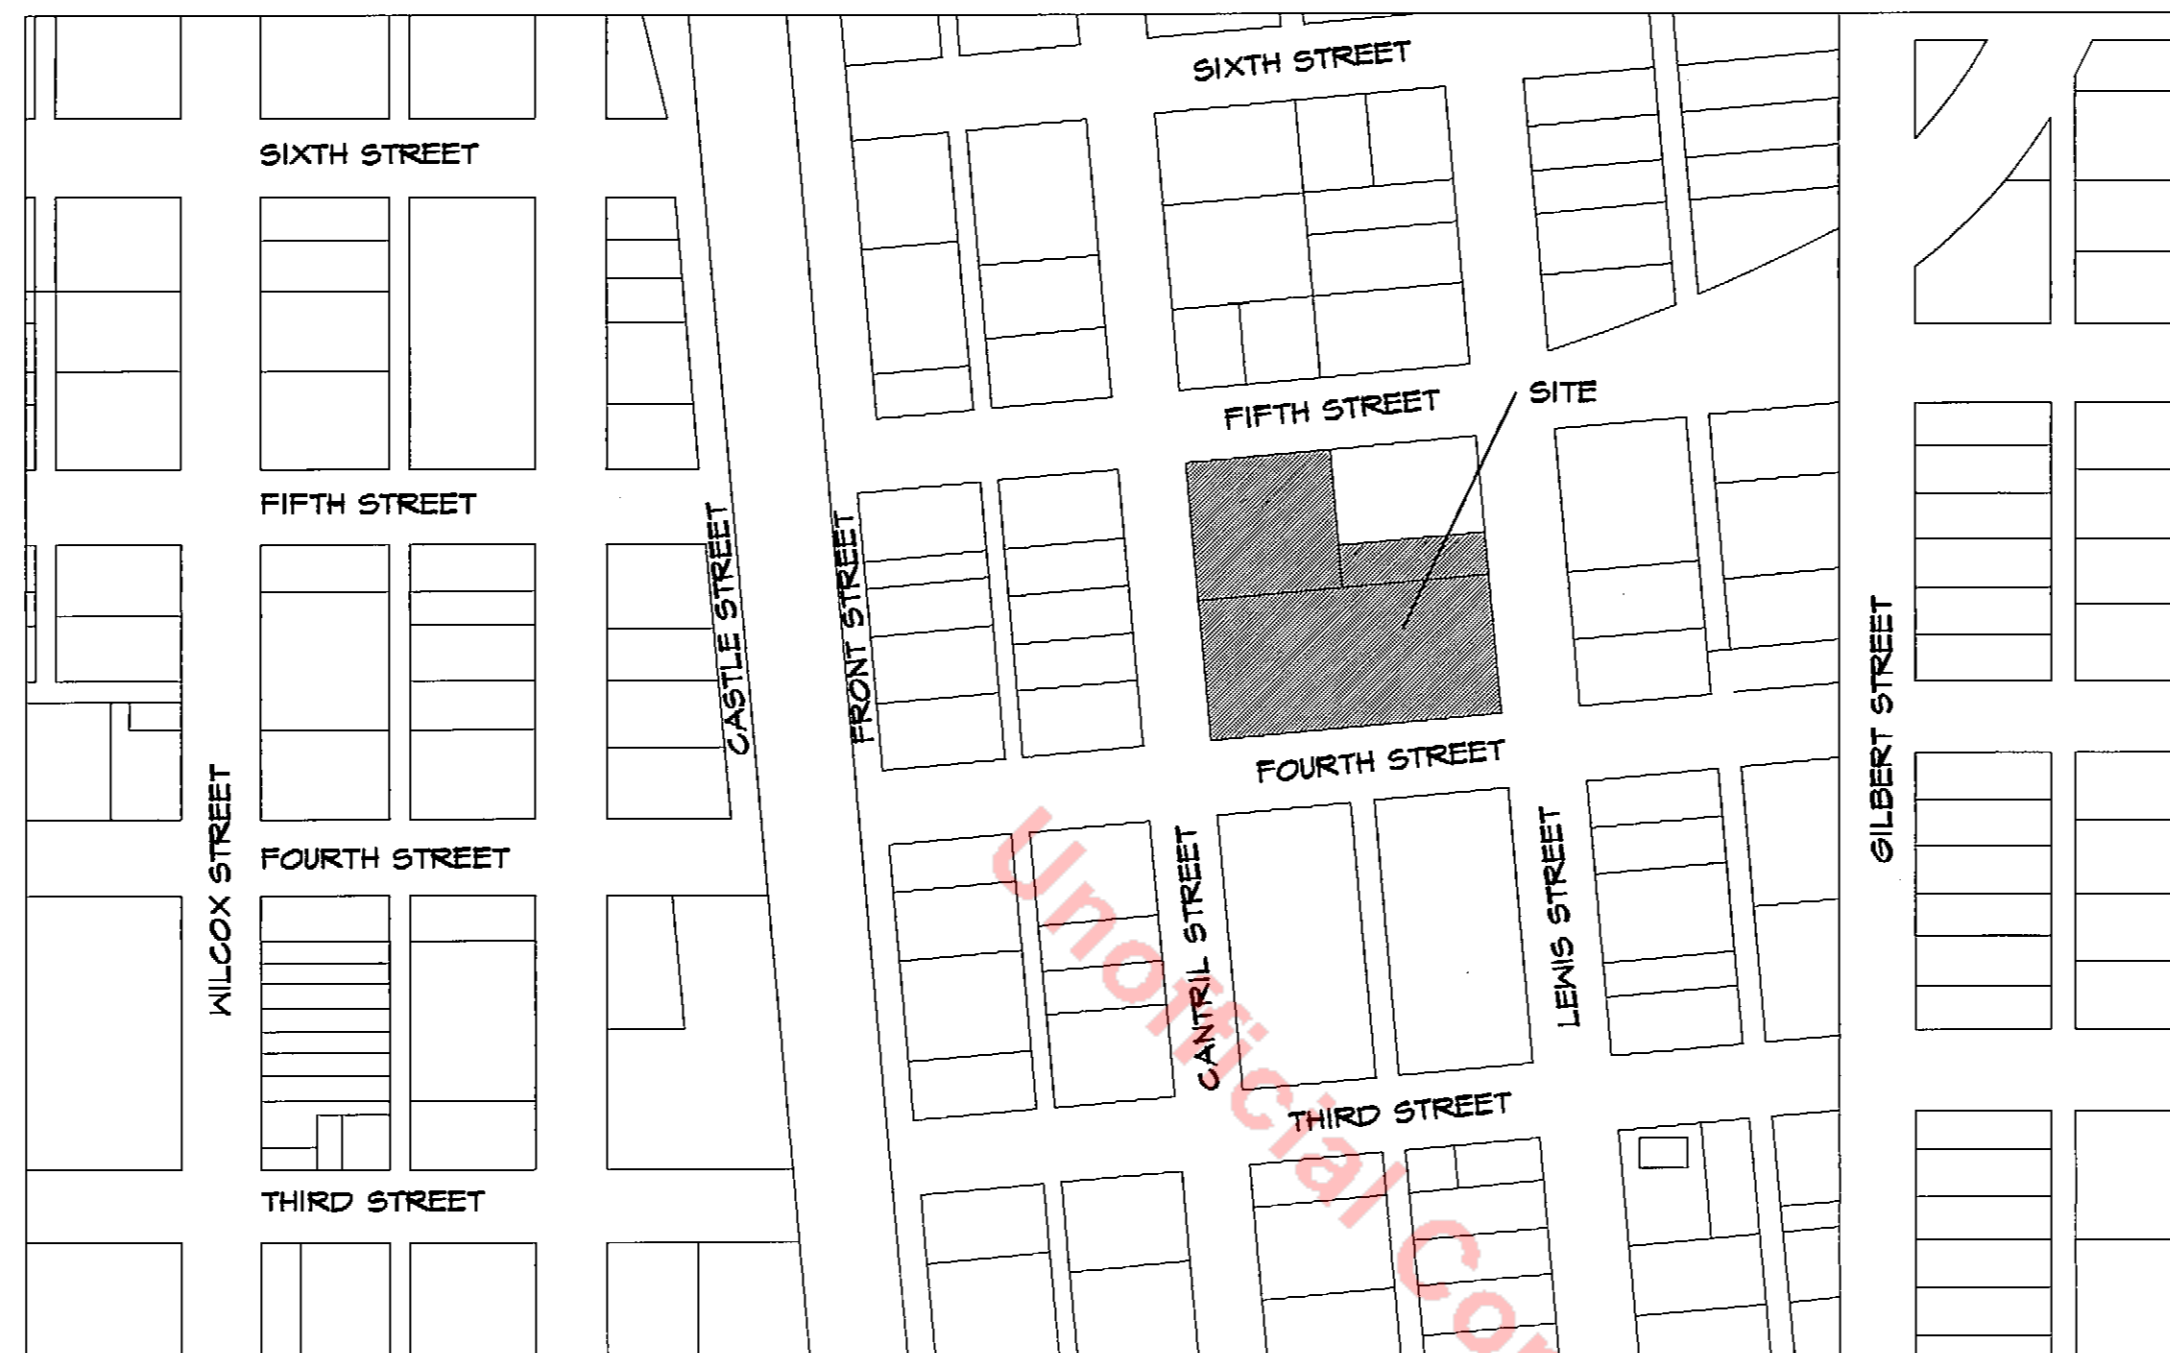 SIXTH STREET
SIXTH STREET
FIFTH STREET
SITE
FIFTH STREET
CASTLE STREET
FRONT STREET
GILBERT STREET
FOURTH STREET
WILCOX STREET
FOURTH STREET
CANTRIL STREET
LEWIS STREET
THIRD STREET
THIRD STREET
Unofficial Co